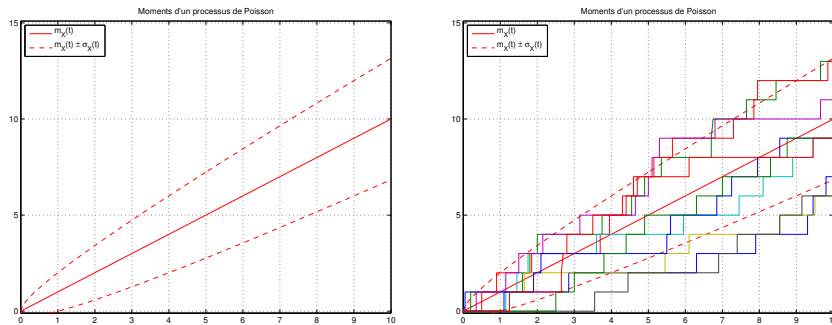 Moments d'un processus de Poisson
15
m_X(t)
m_X(t) ± σ_X(t)
10
5
0
0 1 2 3 4 5 6 7 8 9 10
Moments d'un processus de Poisson
15
m_X(t)
m_X(t) ± σ_X(t)
10
5
0
0 1 2 3 4 5 6 7 8 9 1